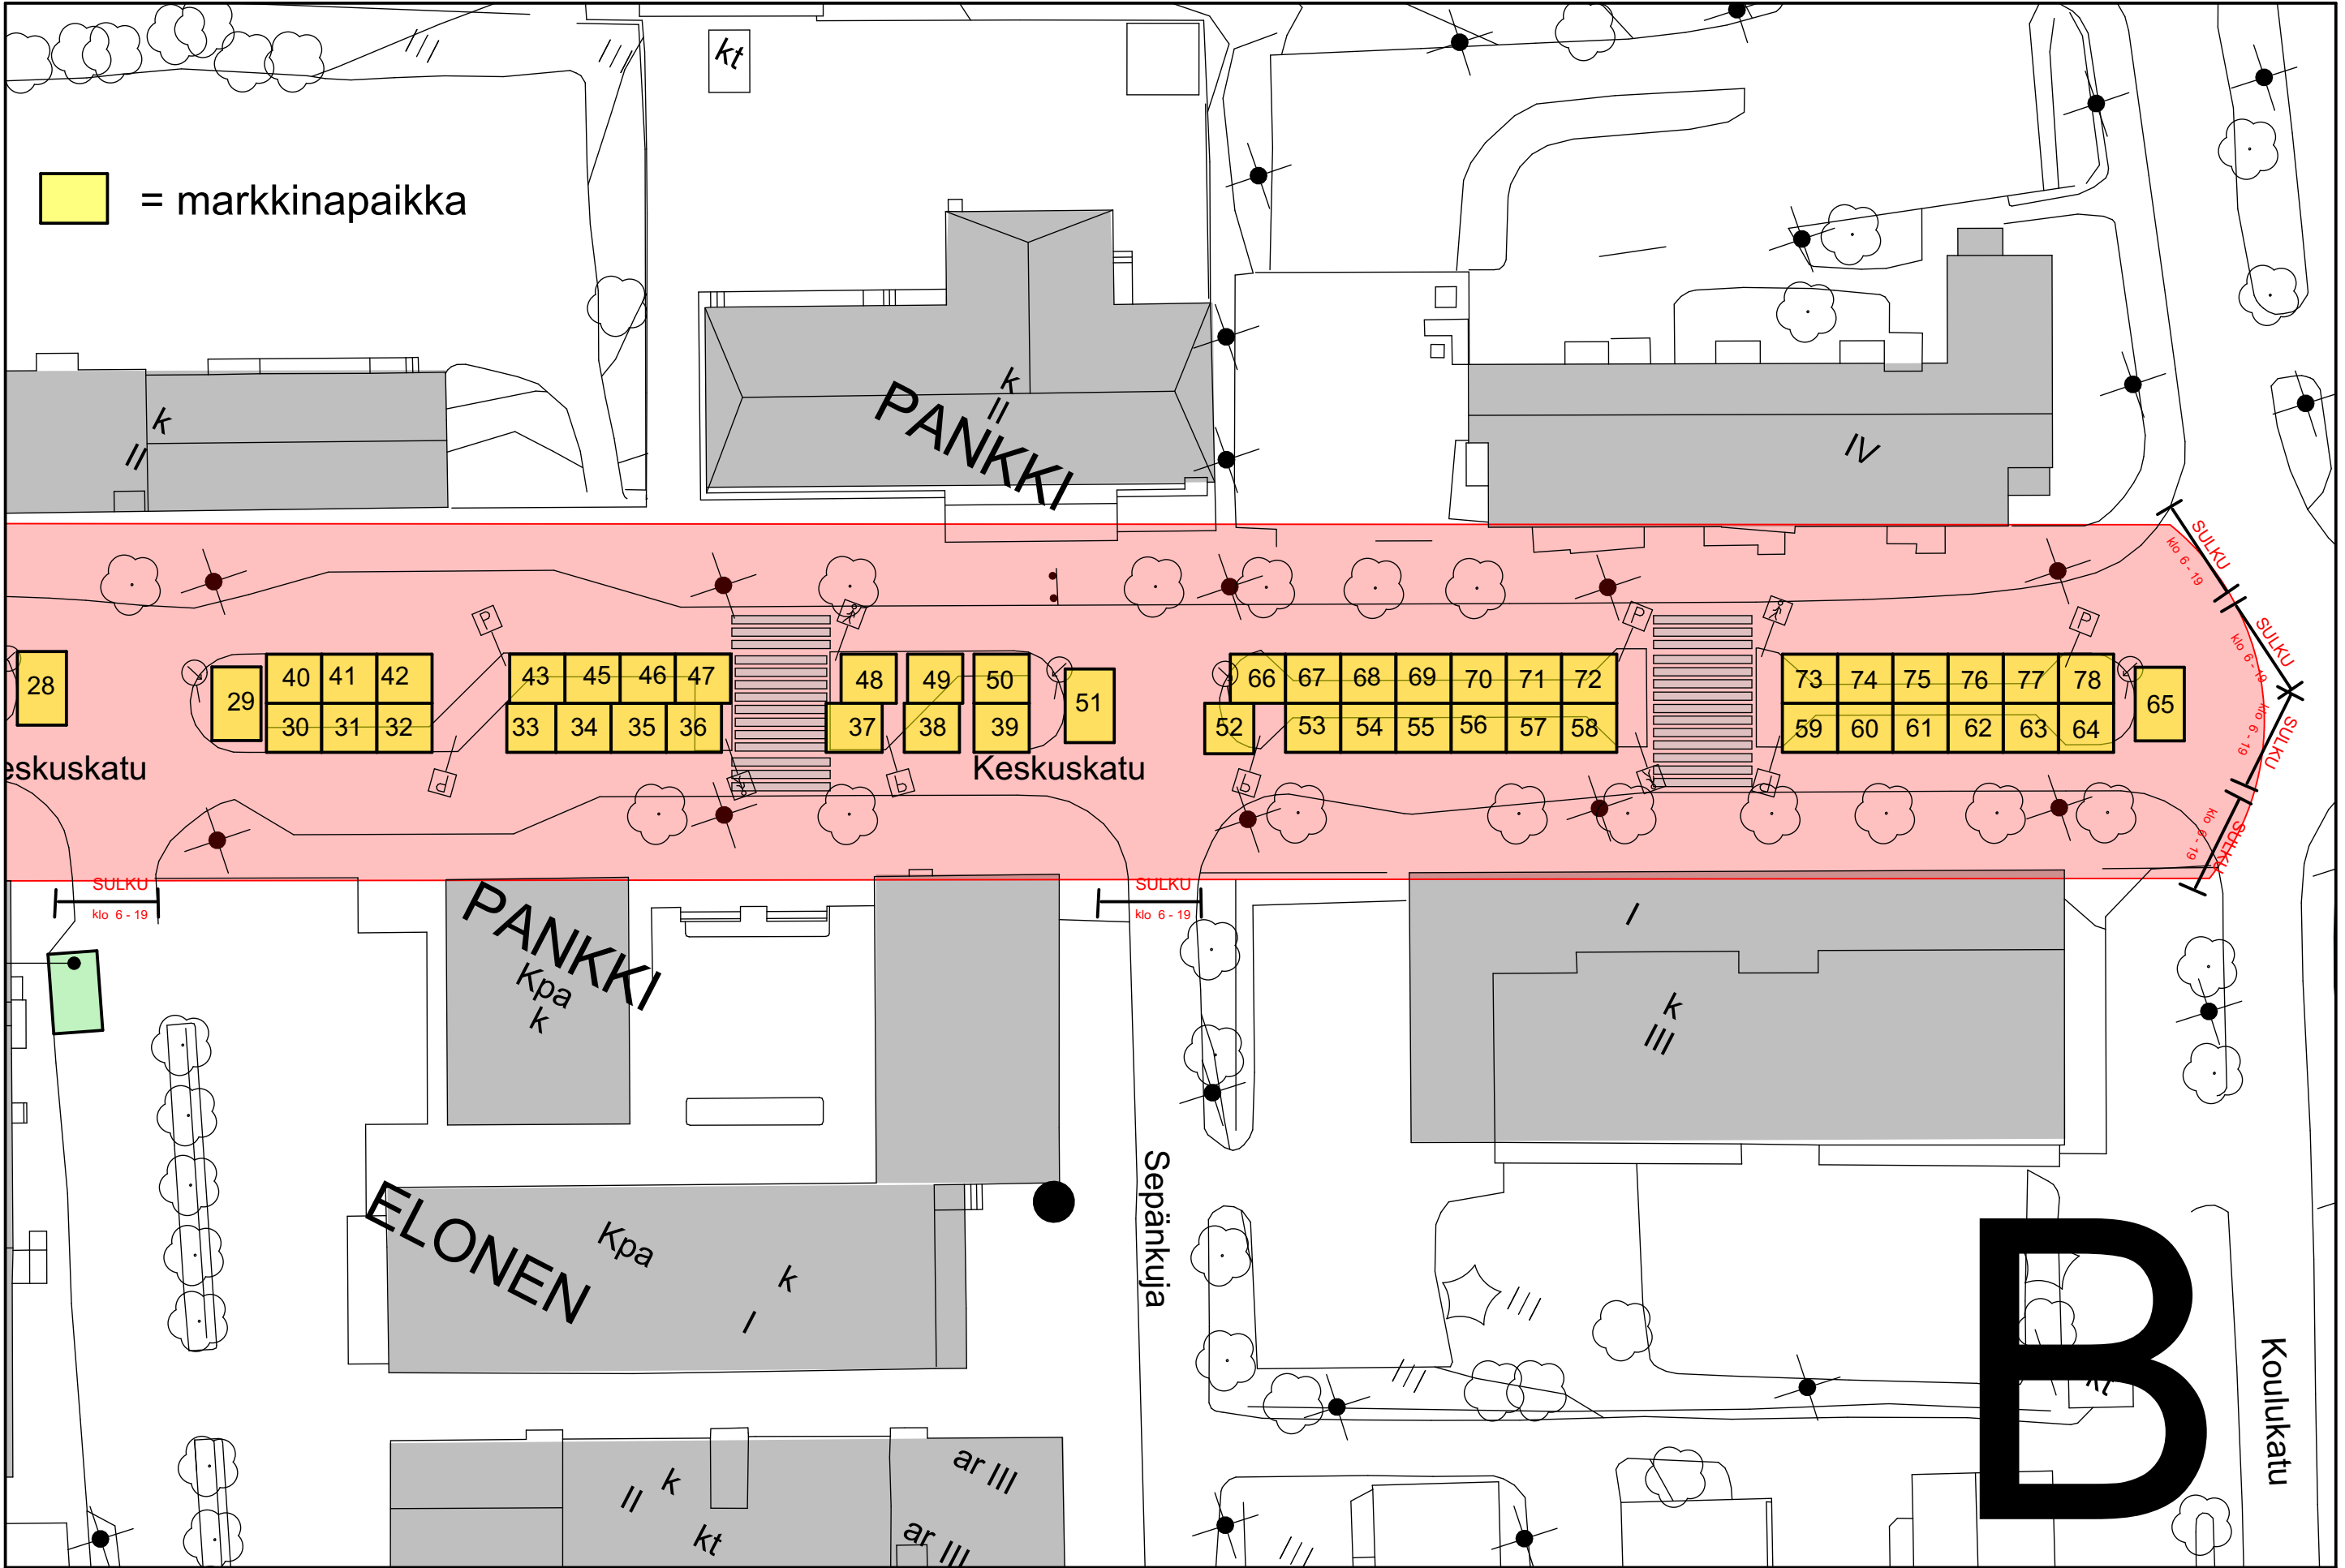 kt
= markkinapaikka
k
II
PANKKI
k
II
IV
SULKU
klo 6 - 19
SULKU
klo 6 - 19
P
P
P
40 41 42 43 45 46 47 48 49 50 66 67 68 69 70 71 72 73 74 75 76 77 78
28 29 51 65
30 31 32 33 34 35 36 37 38 39 52 53 54 55 56 57 58 59 60 61 62 63 64
klo 6 - 19
SULKU
eskuskatu
Keskuskatu
P
P
P
P
klo 6 - 19
SULKU
SULKU
klo 6 - 19
SULKU
klo 6 - 19
PANKKI
Kpa
k
I
k
III
Sepänkuja
ELONEN
Kpa
k
I
B
kt
Koulukatu
k
II
kt
ar III
ar III